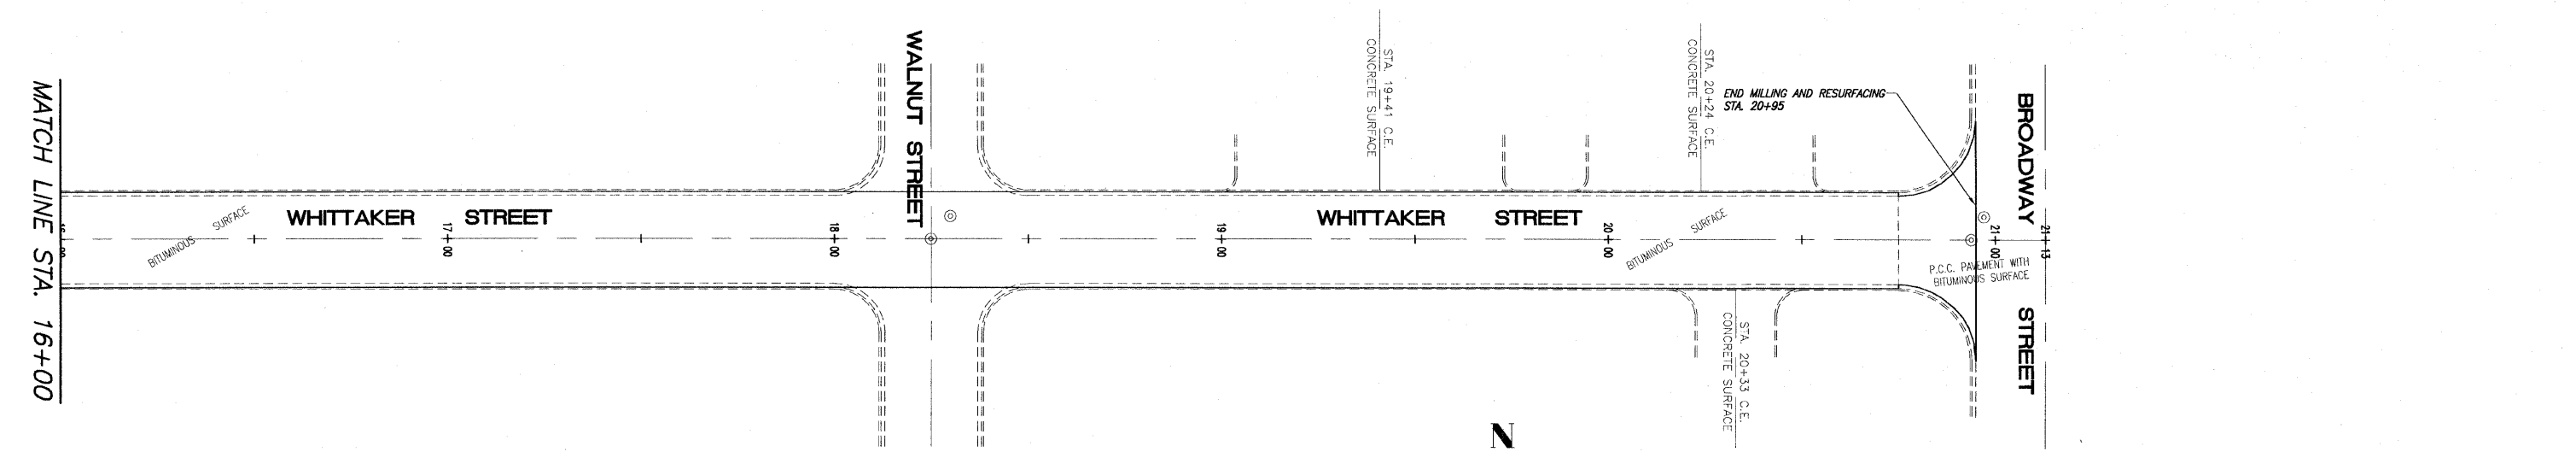 MATCH LINE STA. 16+00
BITUMINOUS SURFACE
WHITTAKER STREET
17+00
18+00
WALNUT STREET
19+00
STA. 19+41 C.E.
CONCRETE SURFACE
WHITTAKER STREET
20+00
BITUMINOUS SURFACE
STA. 20+24 C.E.
CONCRETE SURFACE
STA. 20+33 C.E.
CONCRETE SURFACE
END MILLING AND RESURFACING
STA. 20+95
P.C.C. PAVEMENT WITH
BITUMINOUS SURFACE
21+00
BROADWAY STREET
21+13
N